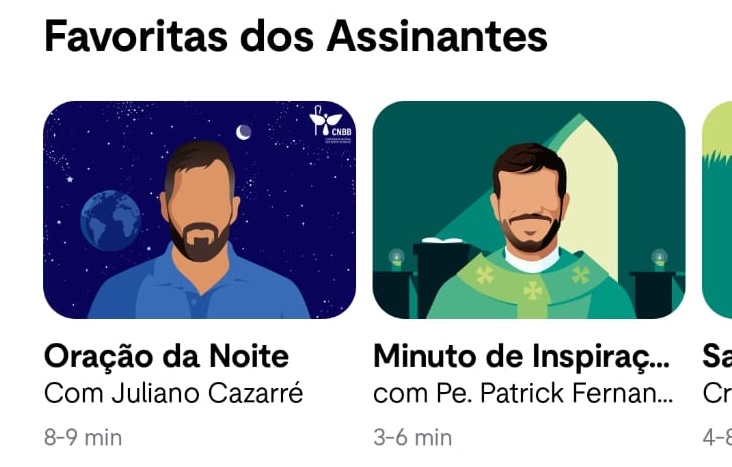 Favoritas dos Assinantes
CNBB
Oração da Noite
Com Juliano Cazarré
8-9 min
Minuto de Inspiraç...
com Pe. Patrick Fernan...
3-6 min
Sa
Cr
4-8